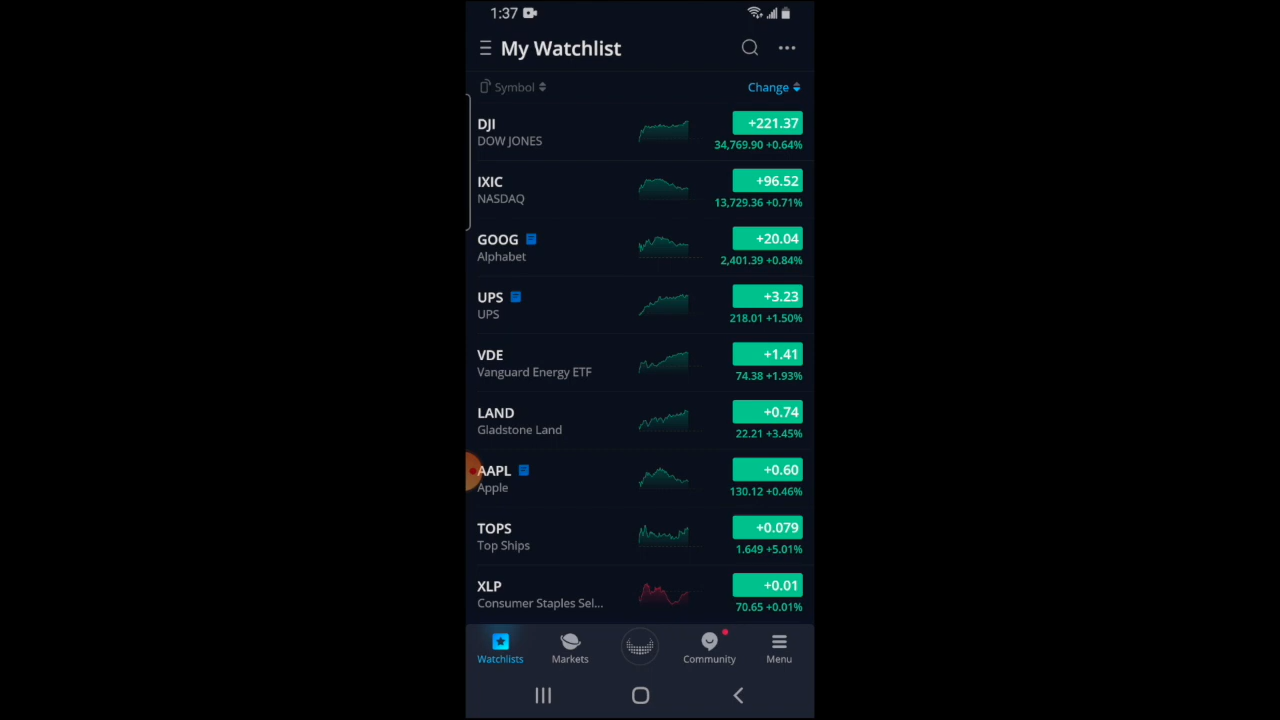 1:37
My Watchlist
Symbol Change
DJI +221.37
DOW JONES 34,769.90 +0.64%
IXIC +96.52
NASDAQ 13,729.36 +0.71%
GOOG +20.04
Alphabet 2,401.39 +0.84%
UPS +3.23
UPS 218.01 +1.50%
VDE +1.41
Vanguard Energy ETF 74.38 +1.93%
LAND +0.74
Gladstone Land 22.21 +3.45%
AAPL +0.60
Apple 130.12 +0.46%
TOPS +0.079
Top Ships 1.649 +5.01%
XLP +0.01
Consumer Staples Sel... 70.65 +0.01%
Watchlists Markets Community Menu